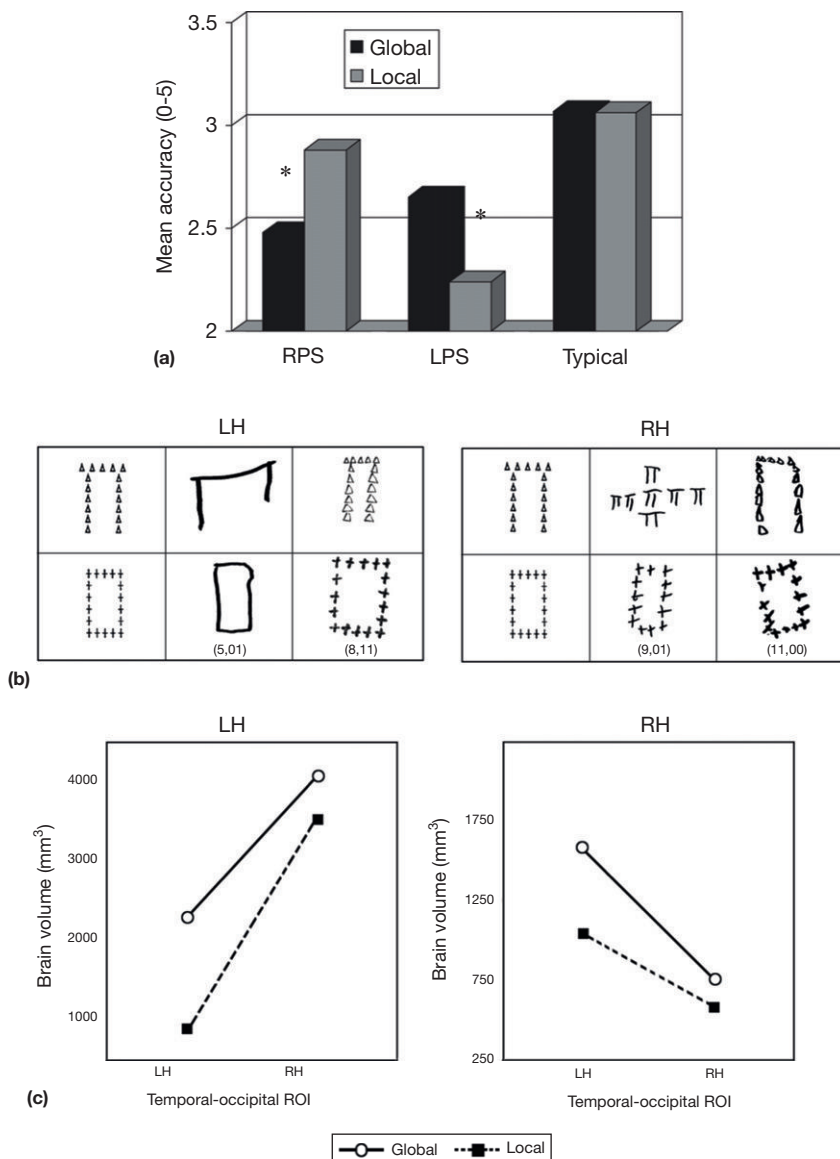 3.5
3
2.5
2
Mean accuracy (0-5)
Global
Local
*
*
RPS LPS Typical
(a)
LH RH
(5,01) (8,11) (9,01) (11,00)
(b)
LH
4000
3000
2000
1000
Brain volume (mm³)
LH RH
Temporal-occipital ROI
RH
1750
1250
750
250
Brain volume (mm³)
LH RH
Temporal-occipital ROI
(c)
Global Local